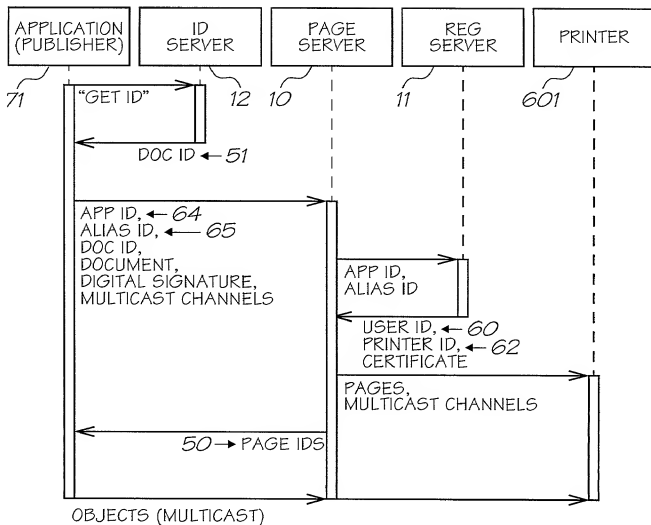 APPLICATION
(PUBLISHER)
ID
SERVER
PAGE
SERVER
REG
SERVER
PRINTER
71
12
10
11
601
"GET ID"
DOC ID 51
APP ID, 64
ALIAS ID, 65
DOC ID,
DOCUMENT,
DIGITAL SIGNATURE,
MULTICAST CHANNELS
APP ID,
ALIAS ID
USER ID, 60
PRINTER ID, 62
CERTIFICATE
PAGES,
MULTICAST CHANNELS
50 PAGE IDS
OBJECTS (MULTICAST)